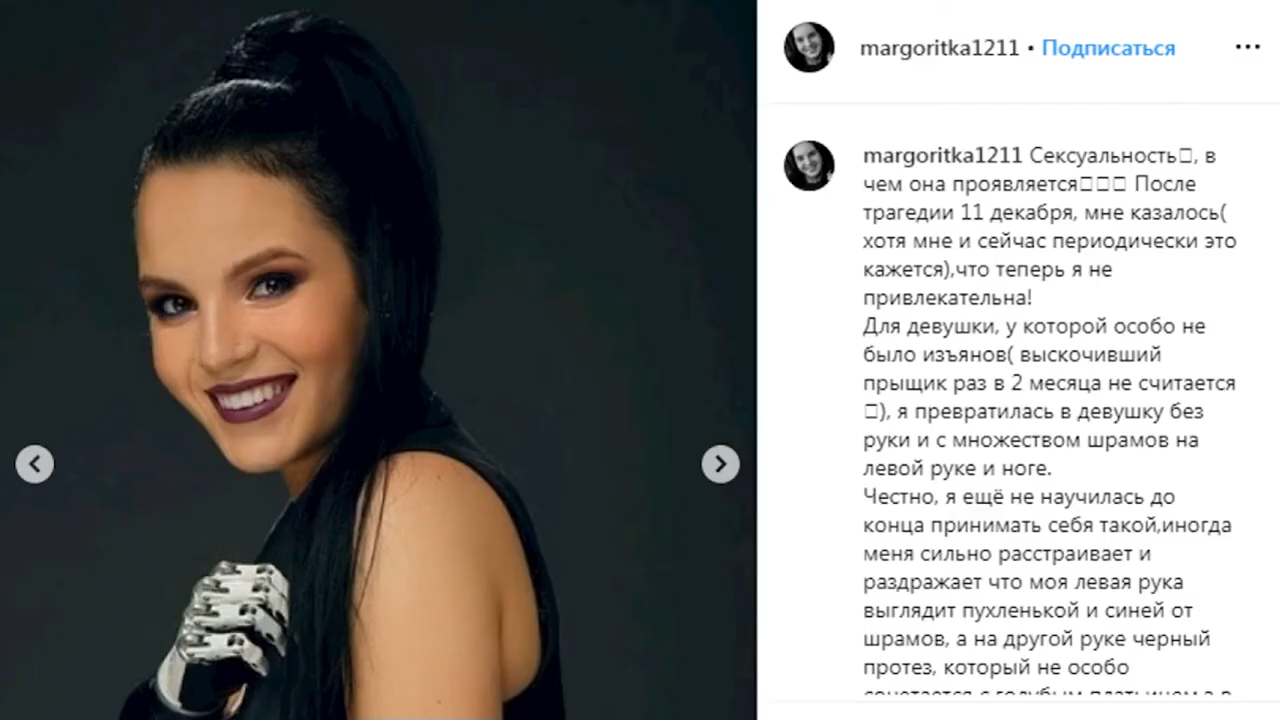 margoritka1211 • Подписаться
margoritka1211 Сексуальность, в
чем она проявляется После
трагедии 11 декабря, мне казалось(
хотя мне и сейчас периодически это
кажется),что теперь я не
привлекательна!
Для девушки, у которой особо не
было изъянов( выскочивший
прыщик раз в 2 месяца не считается
), я превратилась в девушку без
руки и с множеством шрамов на
левой руке и ноге.
Честно, я ещё не научилась до
конца принимать себя такой,иногда
меня сильно расстраивает и
раздражает что моя левая рука
выглядит пухленькой и синей от
шрамов, а на другой руке черный
протез, который не особо